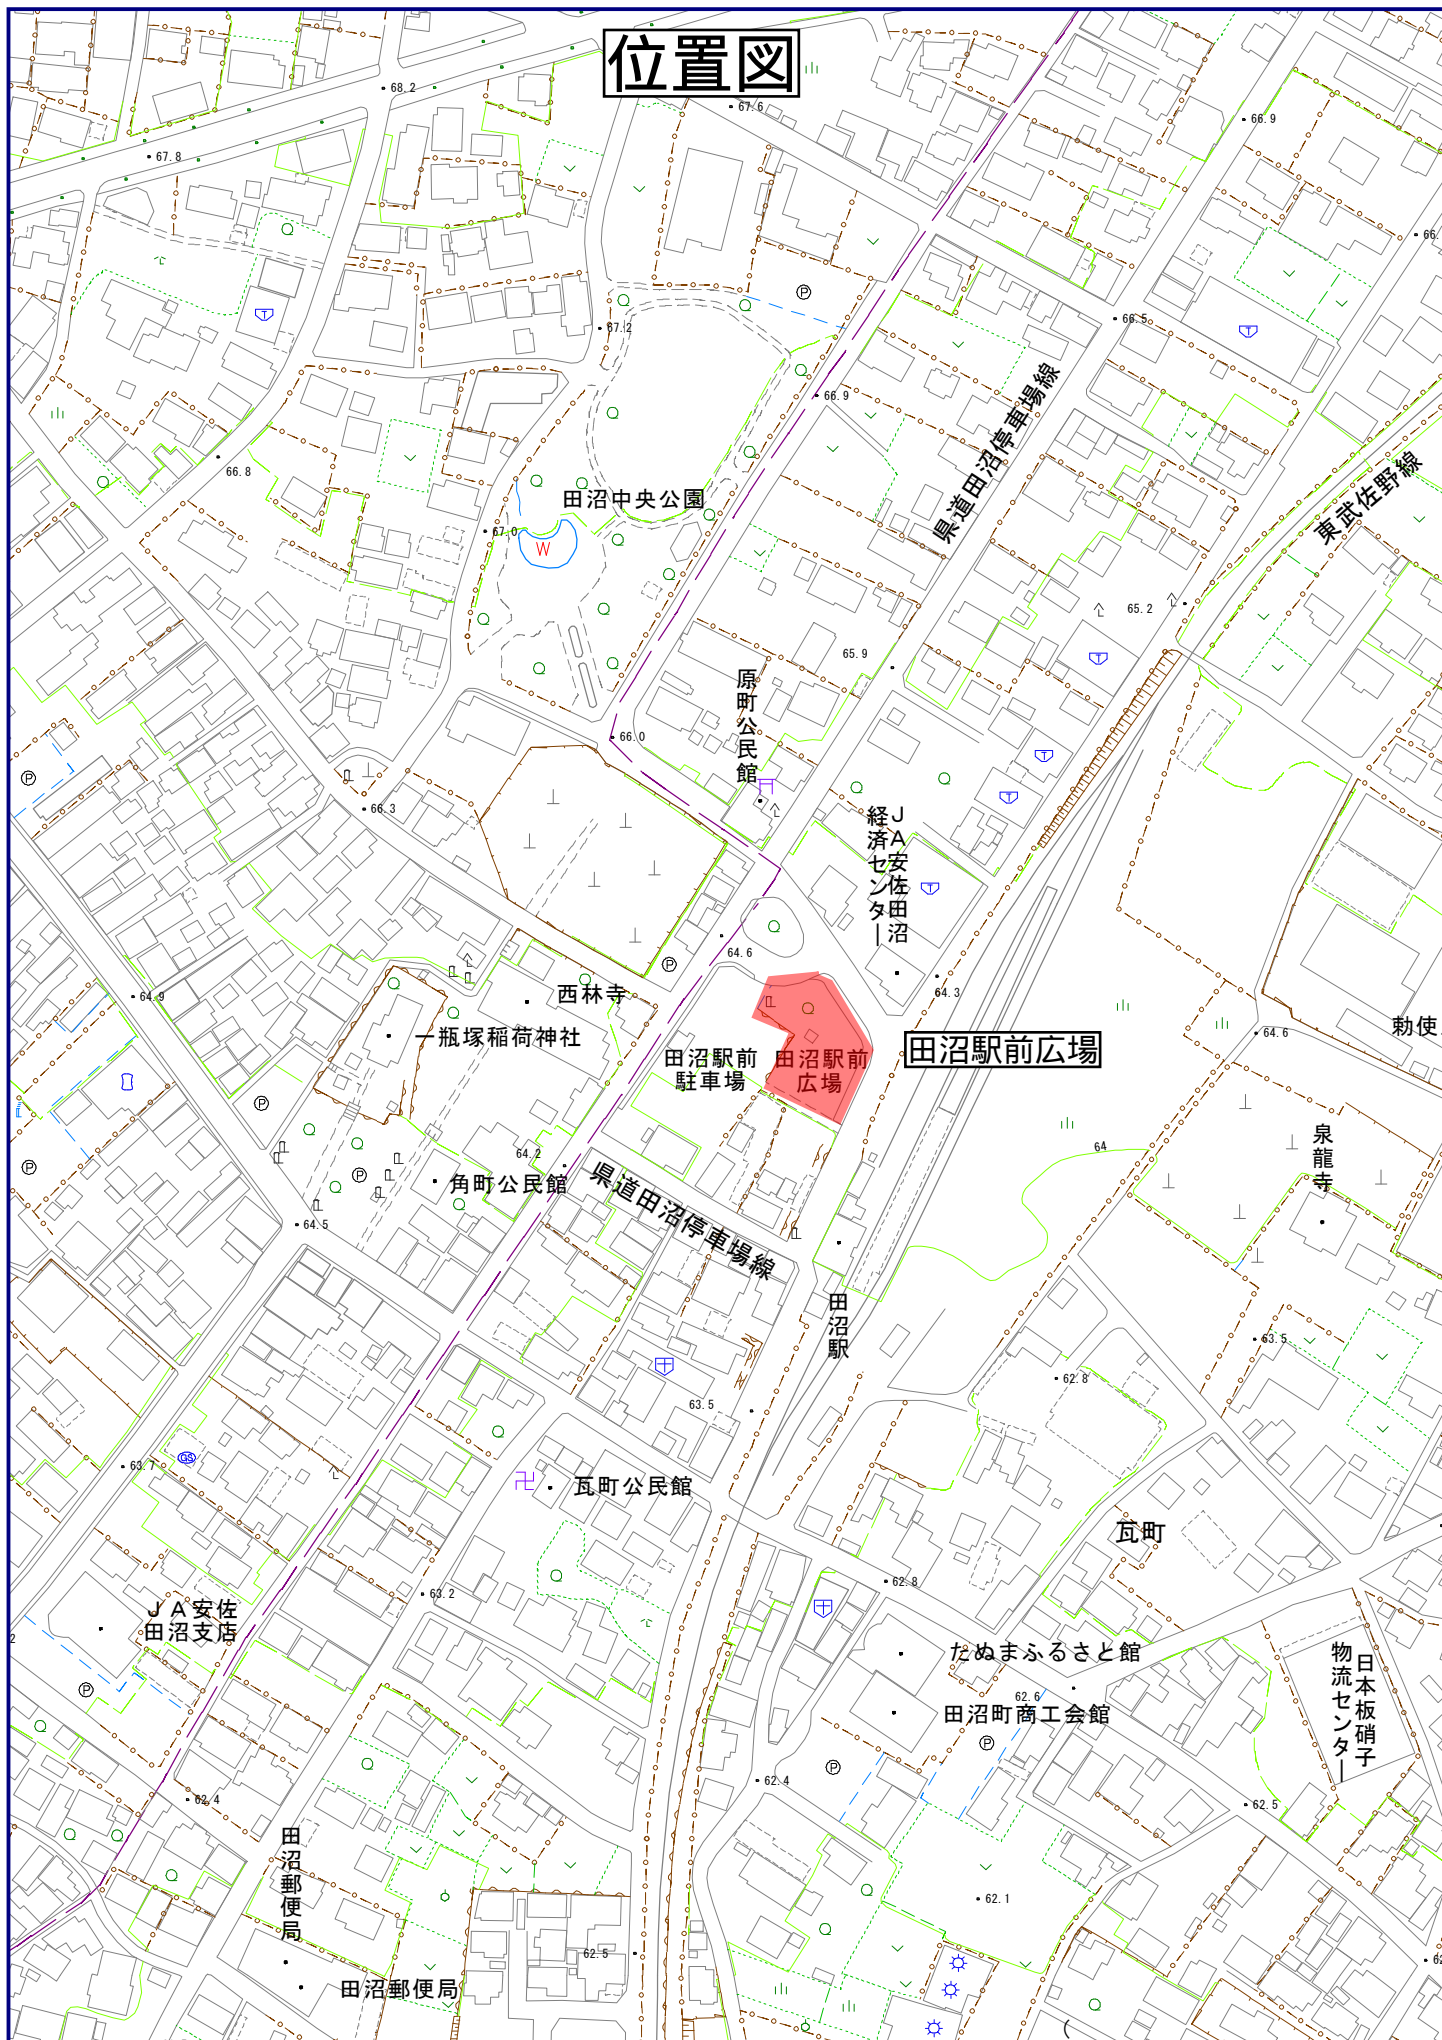 位置図
67.6
68.2
66.9
67.8
66.
Ⓟ
67.2
66.5
県道田沼停車場線
66.9
東武佐野線
66.8
田沼中央公園
67.0
W
65.2
65.9
原町公民館
66.0
Ⓟ
66.3
JA安佐田沼
経済センター
64.6
Ⓟ
64.3
64.9
西林寺
一瓶塚稲荷神社
田沼駅前広場
勅使
64.6
田沼駅前
駐車場
田沼駅前
広場
Ⓟ
Ⓟ
Ⓟ
64
泉龍寺
64.2
角町公民館
県道田沼停車場線
64.5
田沼駅
63.5
62.8
63.5
63.7
GS
瓦町公民館
瓦町
63.2
62.8
JA安佐
田沼支店
2
たぬまふるさと館
日本板硝子
物流センター
Ⓟ
62.6
田沼町商工会館
Ⓟ
Ⓟ
62.4
62.4
62.5
田沼郵便局
62.1
62.5
田沼郵便局